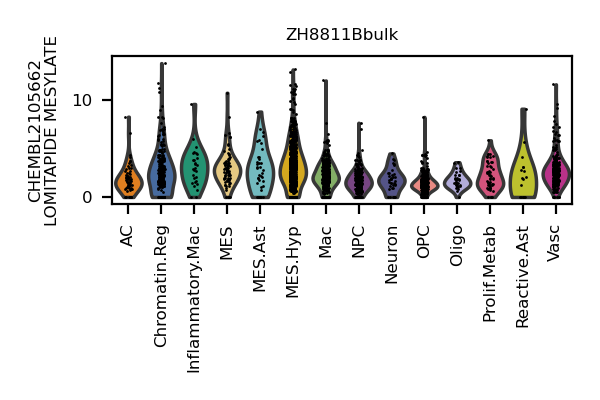 ZH8811Bbulk
CHEMBL2105662
LOMITAPIDE MESYLATE
10
0
AC
Chromatin.Reg
Inflammatory.Mac
MES
MES.Ast
MES.Hyp
Mac
NPC
Neuron
OPC
Oligo
Prolif.Metab
Reactive.Ast
Vasc